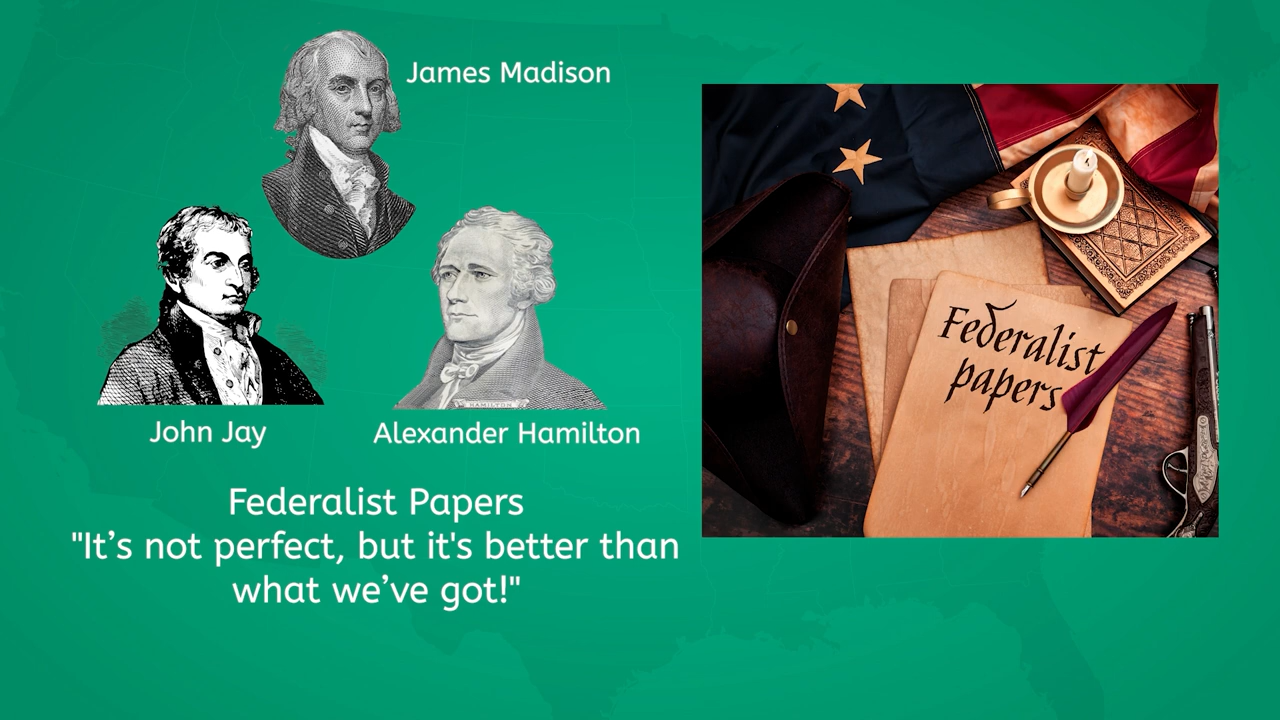 James Madison
John Jay
Alexander Hamilton
HAMILTON
Federalist Papers
"It’s not perfect, but it's better than
what we’ve got!"
Federalist
papers